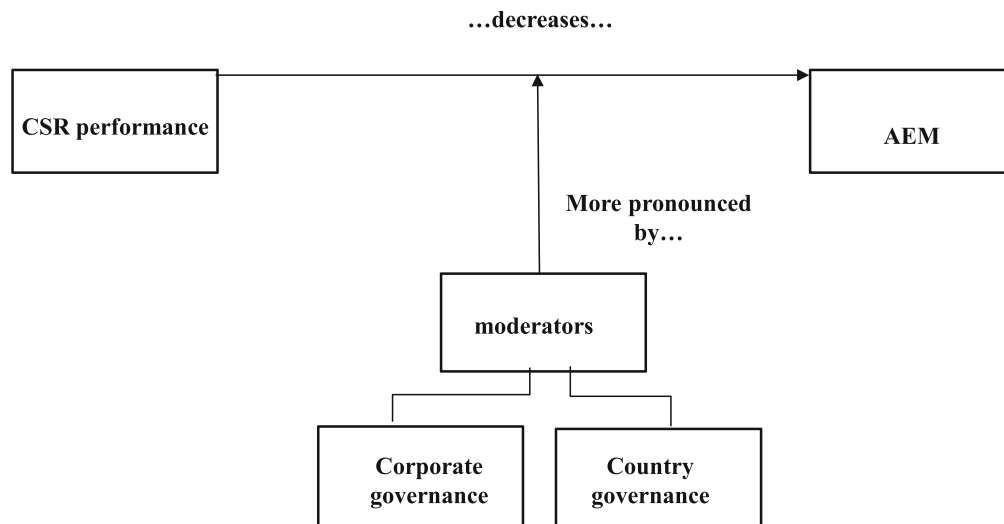 …decreases…
CSR performance
AEM
More pronounced
by…
moderators
Corporate
governance
Country
governance